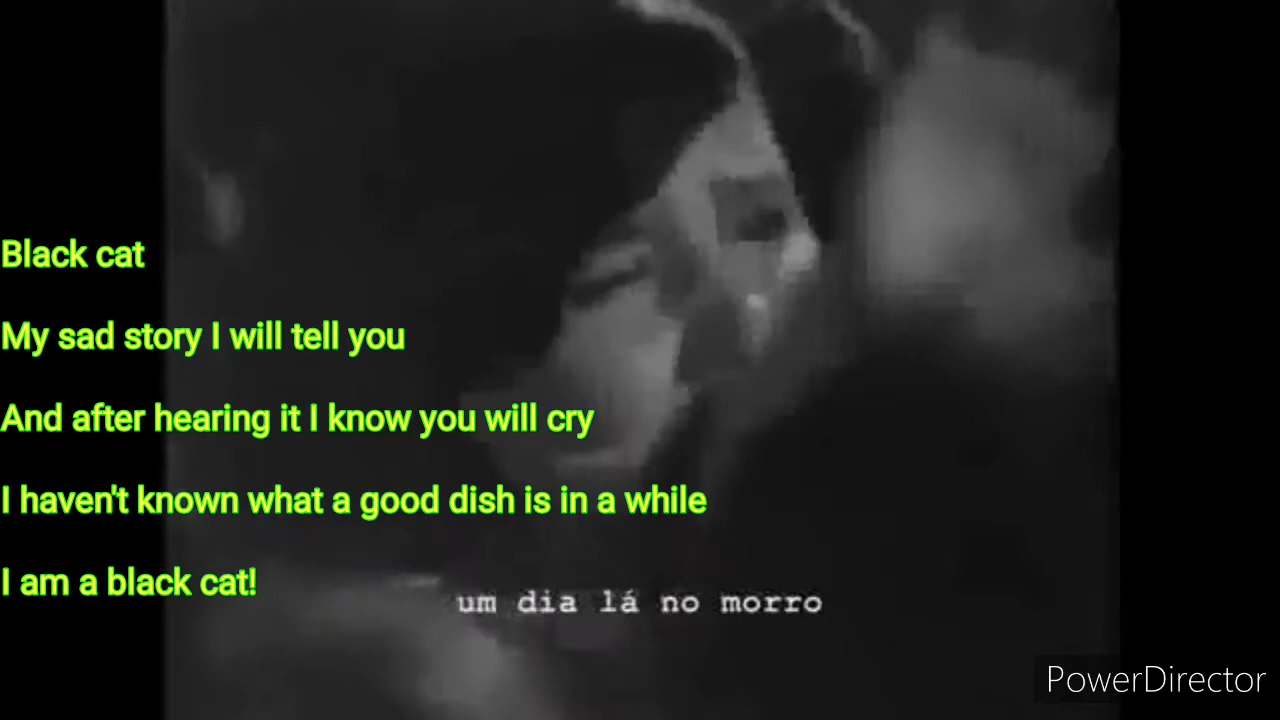 Black cat
My sad story I will tell you
And after hearing it I know you will cry
I haven't known what a good dish is in a while
I am a black cat!
um dia lá no morro
PowerDirector